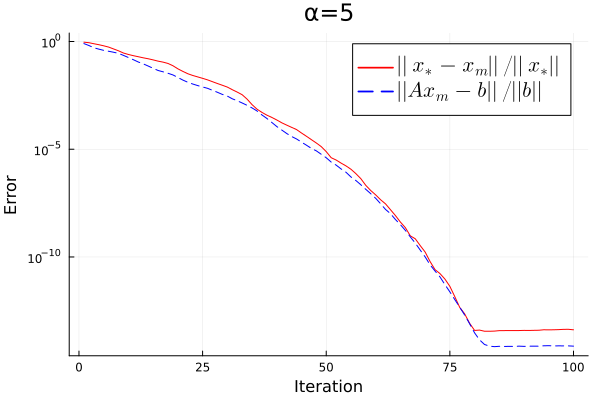 α=5
|| x_* − x_m|| /|| x_*||
||Ax_m − b|| /||b||
Error
10^0
10^−5
10^−10
0 25 50 75 100
Iteration